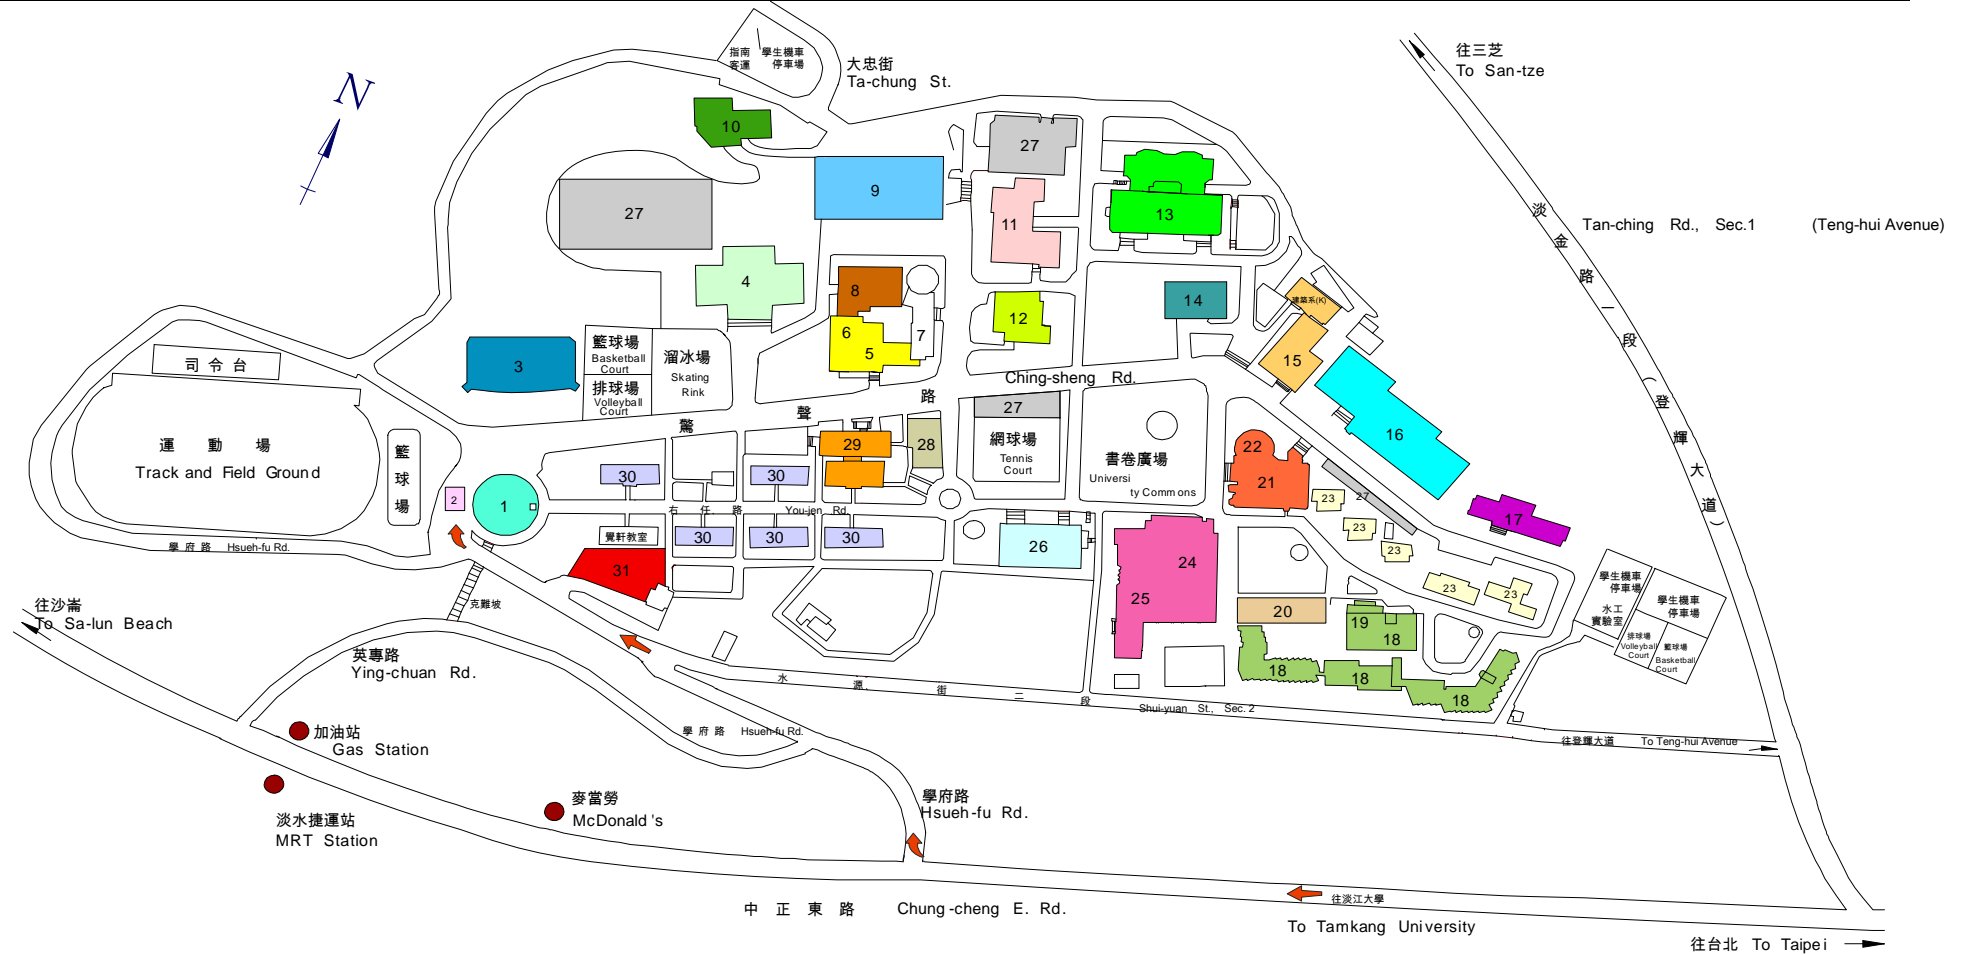 指南
客運
學生機車
停車場
大忠街
Ta-chung St.
往三芝
To San-tze
N
10
27
9
27
11
13
淡金路一段（登輝大道）
Tan-ching Rd., Sec.1 (Teng-hui Avenue)
4
8
6
5
7
12
14
建築系(K)
15
16
17
3
籃球場
Basketball
Court
排球場
Volleyball
Court
溜冰場
Skating
Rink
司令台
運動場
Track and Field Ground
籃球場
驚聲路
Ching-sheng Rd.
27
網球場
Tennis
Court
書卷廣場
Universi ty Commons
22
21
23
27
23
23
23
23
1
2
30
30
29
28
右任路 You-jen Rd.
覺軒教室
30
30
30
31
26
24
25
20
19
18
18
18
18
學生機車
停車場
水工
實驗室
學生機車
停車場
排球場
Volleyball
Court
籃球場
Basketball
Court
學府路 Hsueh-fu Rd.
克難坡
往沙崙
To Sa-lun Beach
英專路
Ying-chuan Rd.
水源街二段 Shui-yuan St., Sec. 2
學府路 Hsueh-fu Rd.
往登輝大道 To Teng-hui Avenue
加油站
Gas Station
淡水捷運站
MRT Station
麥當勞
McDonald's
學府路
Hsueh-fu Rd.
中正東路 Chung-cheng E. Rd.
往淡江大學
To Tamkang University
往台北 To Taipei